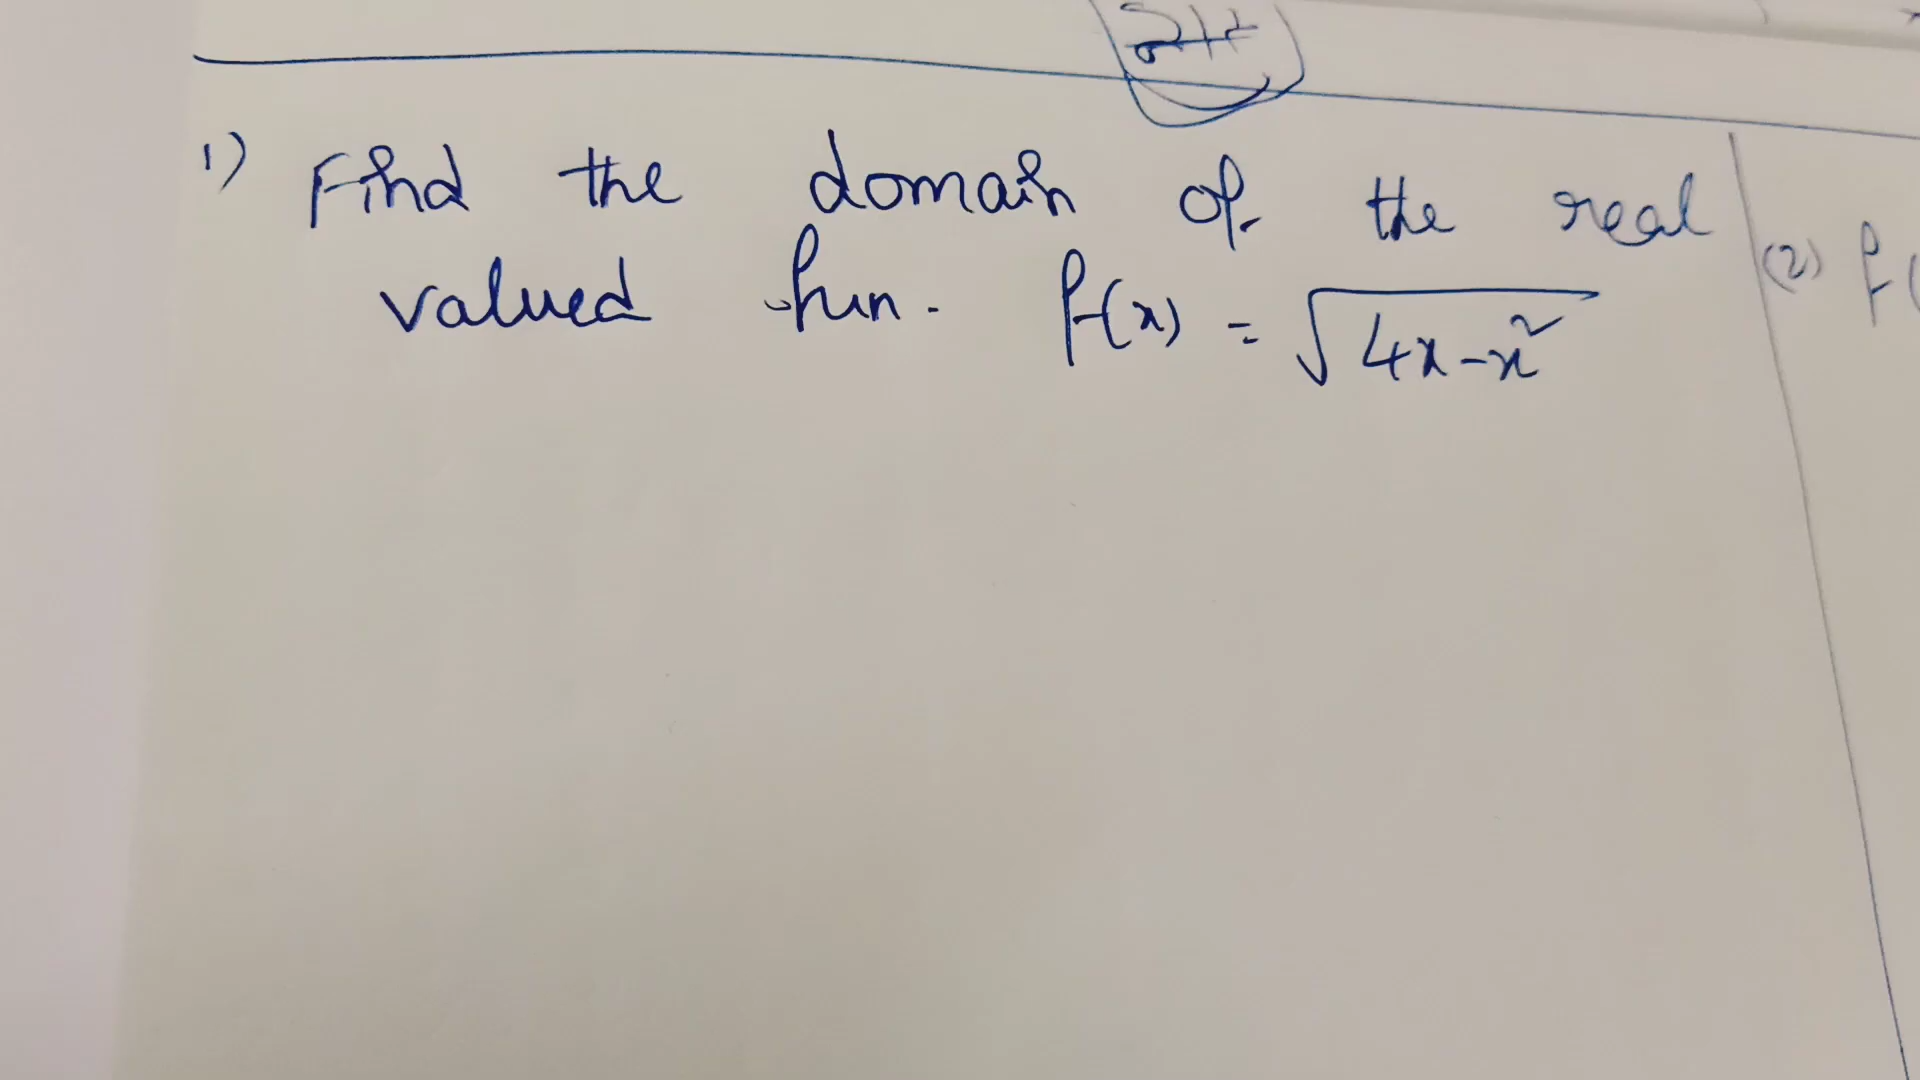 1) Find the domain of the real
valued fun. f(x) = √4x-x²
(2) f(